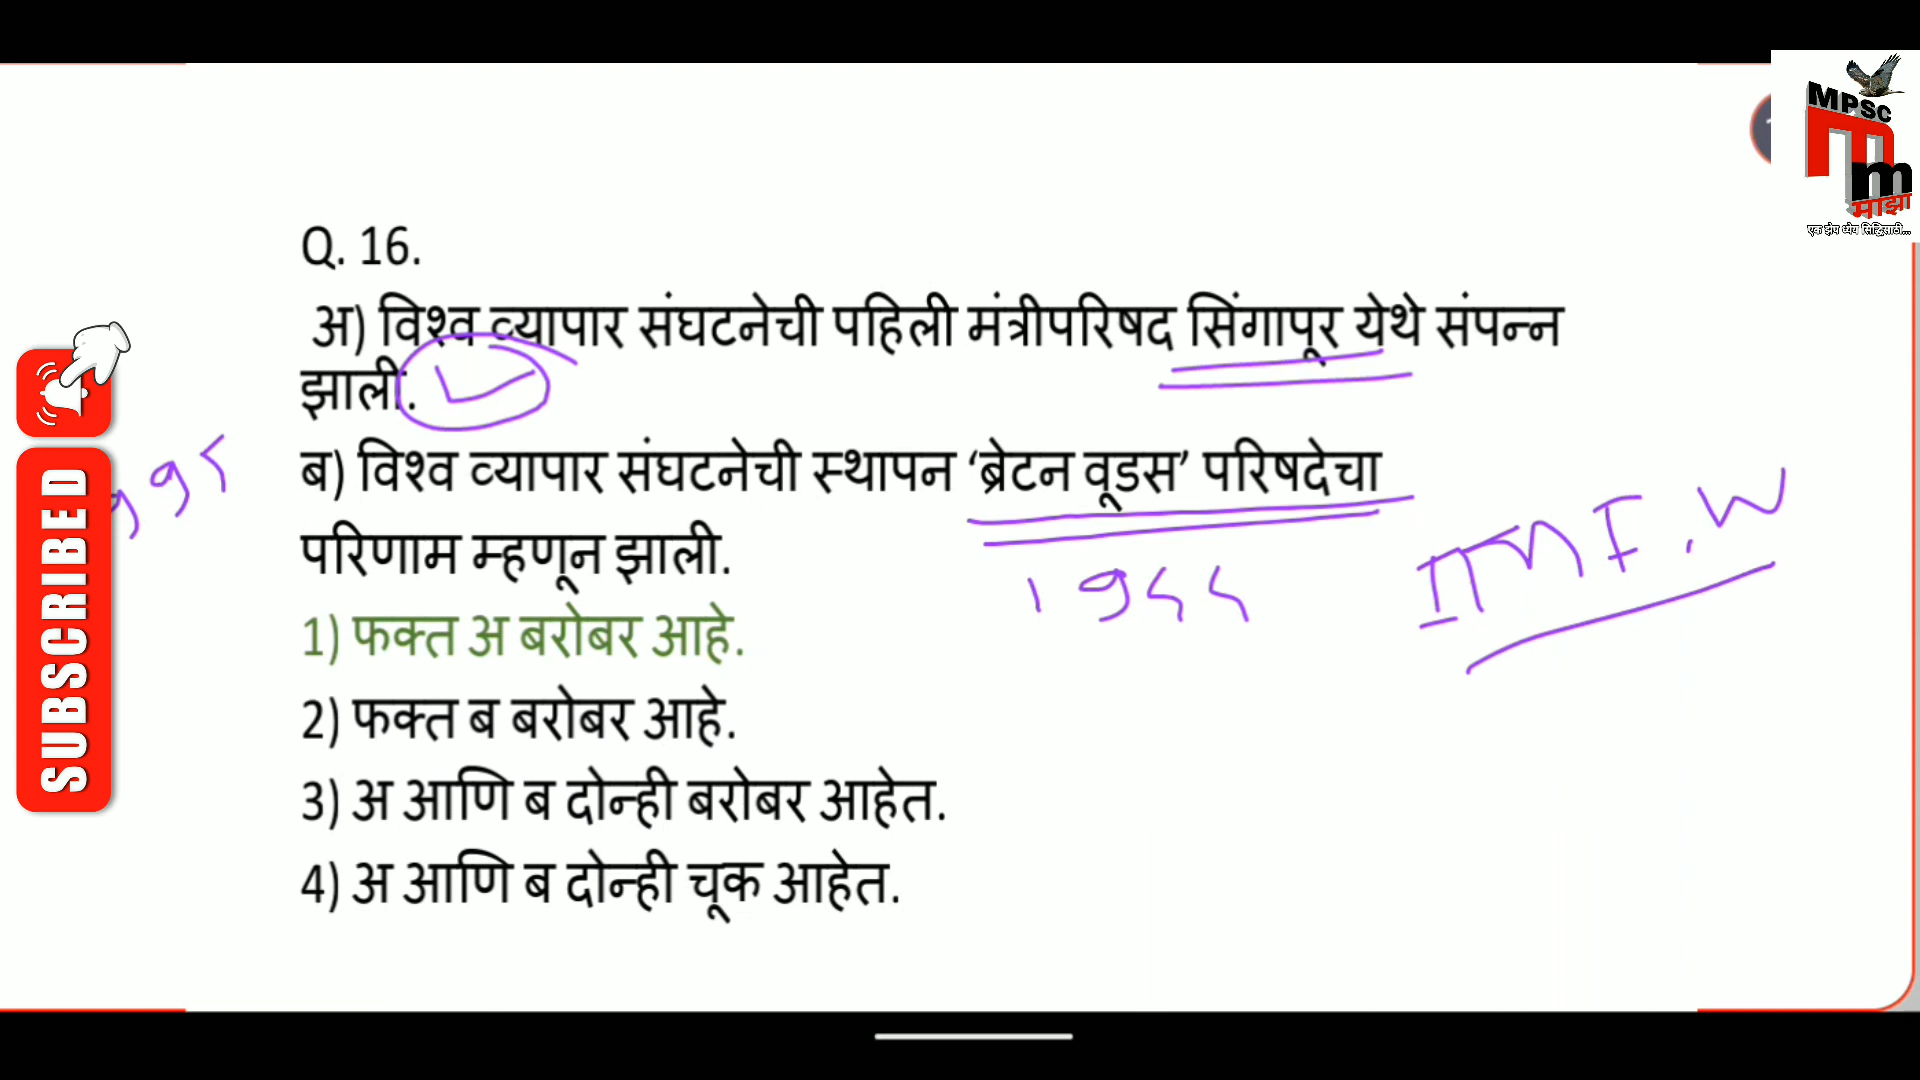 MPSC
माझा
एक झेप ध्येय सिद्धिसाठी...
Q. 16.
अ) विश्व व्यापार संघटनेची पहिली मंत्रीपरिषद सिंगापूर येथे संपन्न
झाली.
ब) विश्व व्यापार संघटनेची स्थापन ‘ब्रेटन वूडस’ परिषदेचा
परिणाम म्हणून झाली.
1944
IMF, W
1) फक्त अ बरोबर आहे.
2) फक्त ब बरोबर आहे.
3) अ आणि ब दोन्ही बरोबर आहेत.
4) अ आणि ब दोन्ही चूक आहेत.
SUBSCRIBED